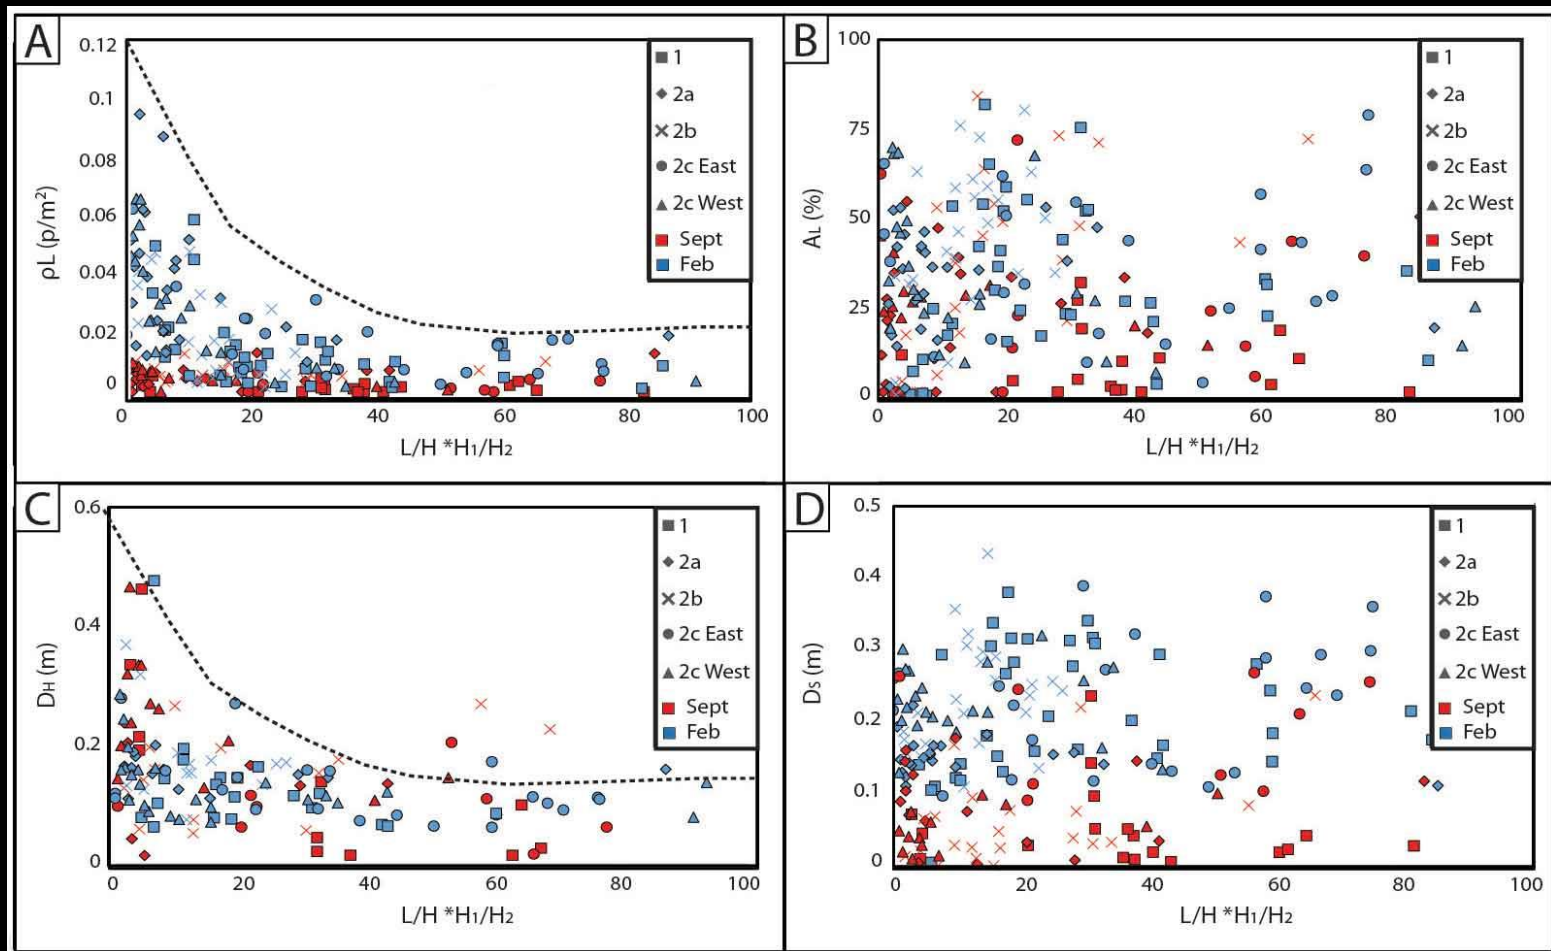 A
0.12
0.1
0.08
0.06
0.04
0.02
0
ρL (p/m²)
0 20 40 60 80 100
L/H *H₁/H₂
1
2a
2b
2c East
2c West
Sept
Feb
B
100
75
50
25
0
AL (%)
0 20 40 60 80 100
L/H *H₁/H₂
1
2a
2b
2c East
2c West
Sept
Feb
C
0.6
0.4
0.2
0
DH (m)
0 20 40 60 80 100
L/H *H₁/H₂
1
2a
2b
2c East
2c West
Sept
Feb
D
0.5
0.4
0.3
0.2
0.1
0
Ds (m)
0 20 40 60 80 100
L/H *H₁/H₂
1
2a
2b
2c East
2c West
Sept
Feb